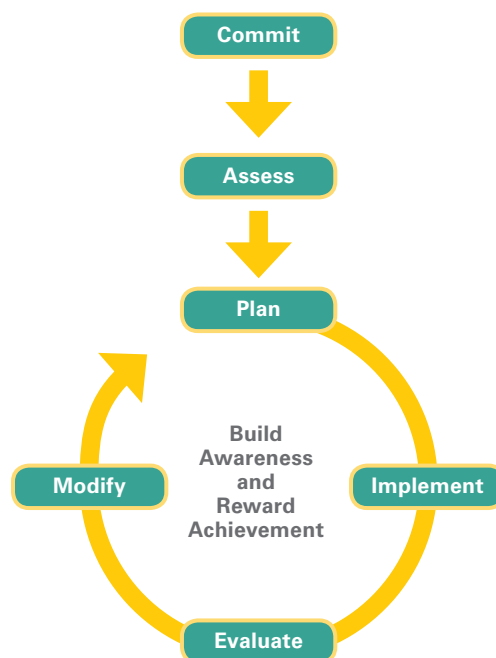 Commit
Assess
Plan
Build
Awareness
and
Reward
Achievement
Modify
Implement
Evaluate